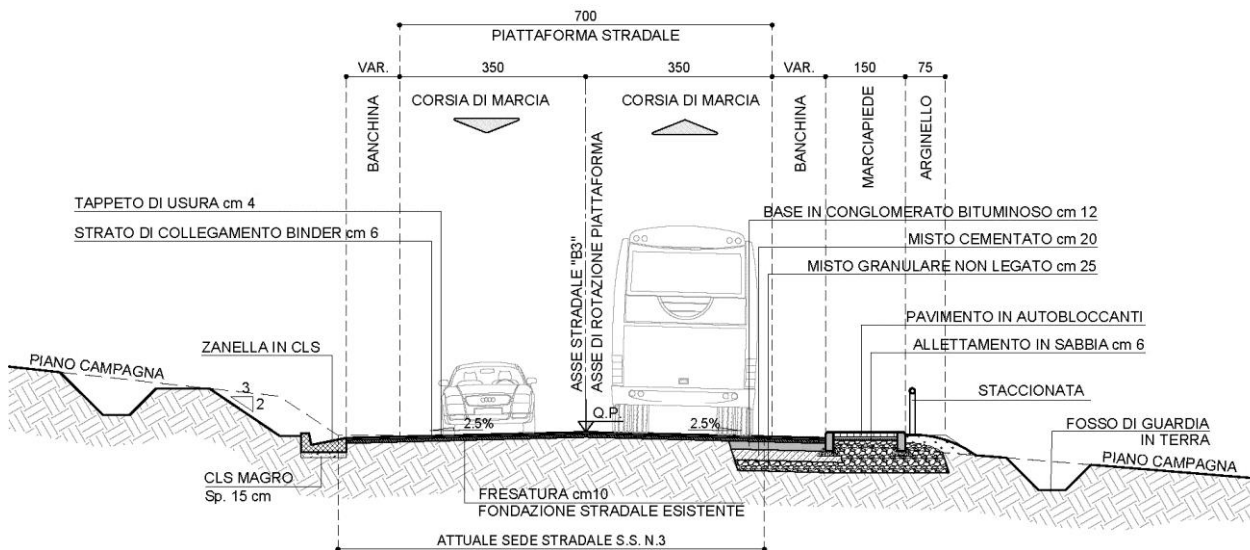 700
PIATTAFORMA STRADALE
VAR.
350
350
VAR.
150
75
BANCHINA
CORSIA DI MARCIA
CORSIA DI MARCIA
BANCHINA
MARCIAPIEDE
ARGINELLO
ASSE STRADALE "B3"
ASSE DI ROTAZIONE PIATTAFORMA
TAPPETO DI USURA cm 4
STRATO DI COLLEGAMENTO BINDER cm 6
BASE IN CONGLOMERATO BITUMINOSO cm 12
MISTO CEMENTATO cm 20
MISTO GRANULARE NON LEGATO cm 25
PAVIMENTO IN AUTOBLOCCANTI
ALLETTAMENTO IN SABBIA cm 6
ZANELLA IN CLS
PIANO CAMPAGNA
3
2
STACCIONATA
Q.P.
2.5%
2.5%
FOSSO DI GUARDIA
IN TERRA
PIANO CAMPAGNA
CLS MAGRO
Sp. 15 cm
FRESATURA cm10
FONDAZIONE STRADALE ESISTENTE
ATTUALE SEDE STRADALE S.S. N.3